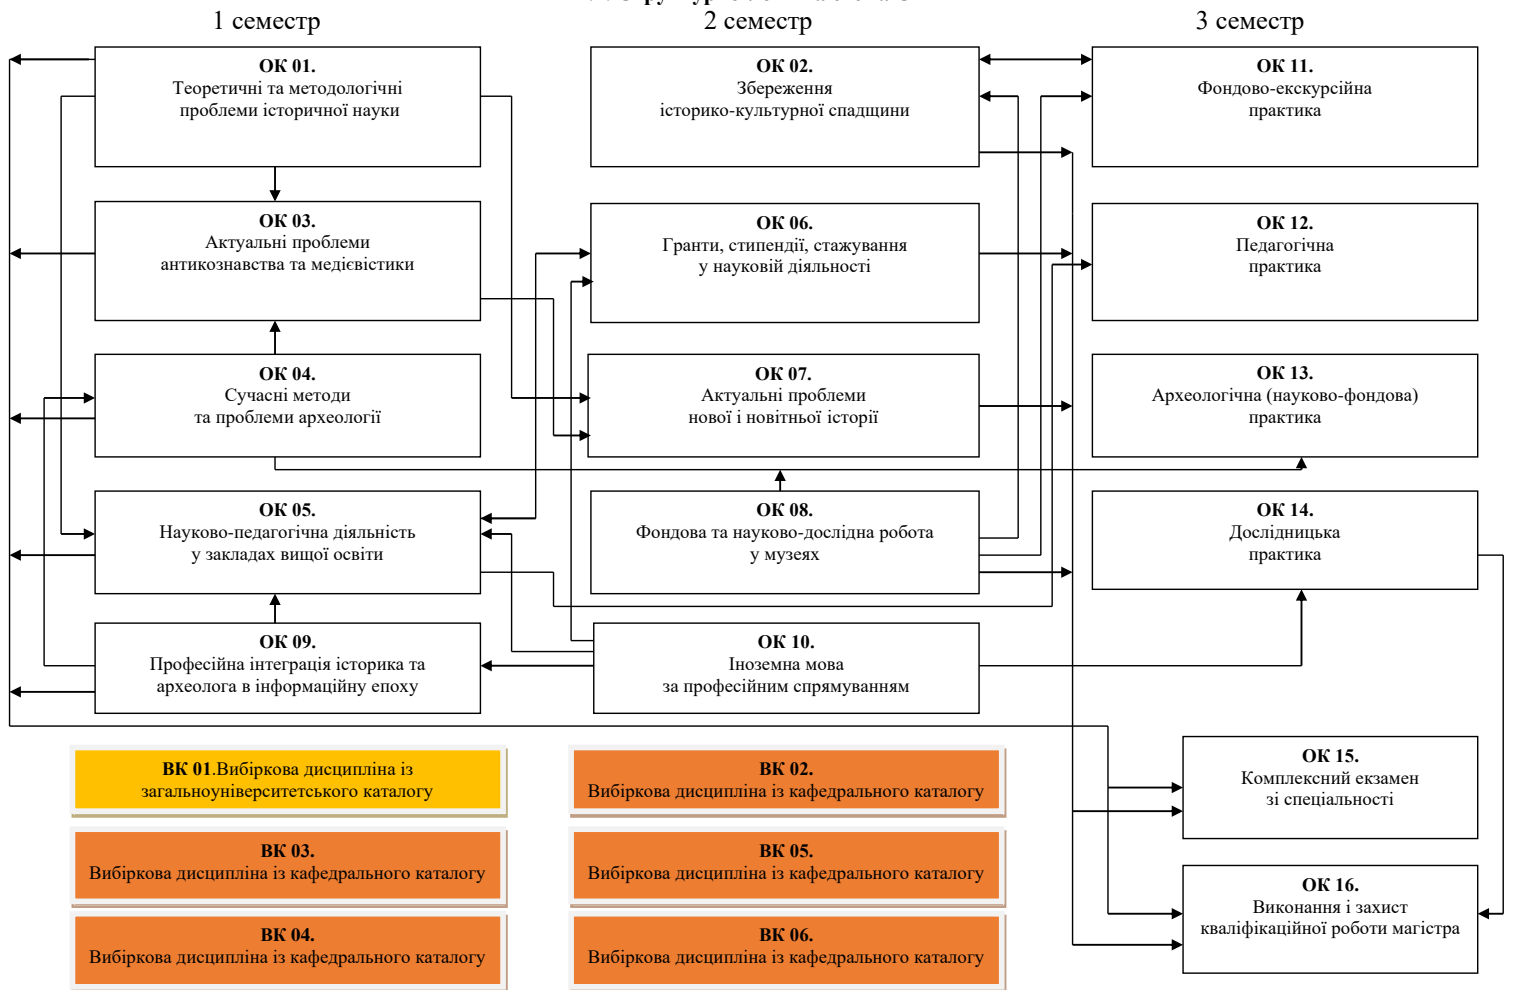 1 семестр
2 семестр
3 семестр
ОК 01.
Теоретичні та методологічні
проблеми історичної науки
ОК 02.
Збереження
історико-культурної спадщини
ОК 11.
Фондово-екскурсійна
практика
ОК 03.
Актуальні проблеми
антикознавства та медієвістики
ОК 06.
Гранти, стипендії, стажування
у науковій діяльності
ОК 12.
Педагогічна
практика
ОК 04.
Сучасні методи
та проблеми археології
ОК 07.
Актуальні проблеми
нової і новітньої історії
ОК 13.
Археологічна (науково-фондова)
практика
ОК 05.
Науково-педагогічна діяльність
у закладах вищої освіти
ОК 08.
Фондова та науково-дослідна робота
у музеях
ОК 14.
Дослідницька
практика
ОК 09.
Професійна інтеграція історика та
археолога в інформаційну епоху
ОК 10.
Іноземна мова
за професійним спрямуванням
ВК 01.Вибіркова дисципліна із
загальноуніверситетського каталогу
ВК 02.
Вибіркова дисципліна із кафедрального каталогу
ОК 15.
Комплексний екзамен
зі спеціальності
ВК 03.
Вибіркова дисципліна із кафедрального каталогу
ВК 05.
Вибіркова дисципліна із кафедрального каталогу
ОК 16.
Виконання і захист
кваліфікаційної роботи магістра
ВК 04.
Вибіркова дисципліна із кафедрального каталогу
ВК 06.
Вибіркова дисципліна із кафедрального каталогу